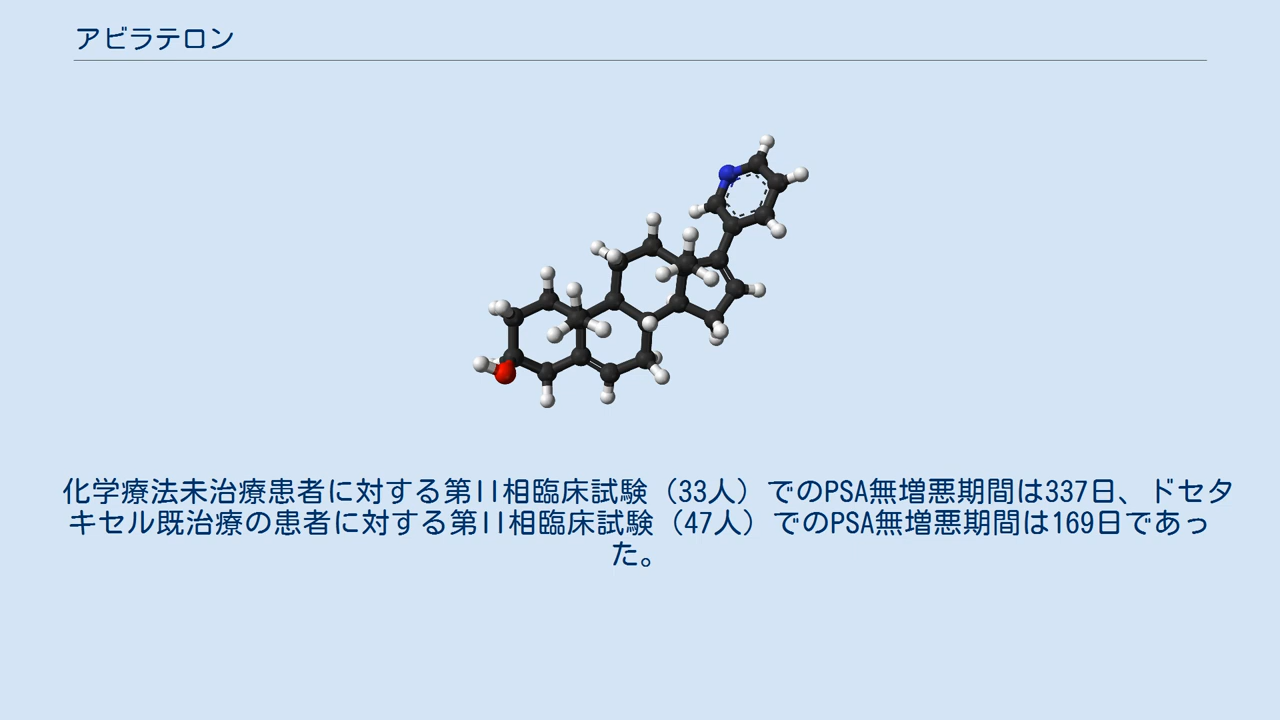 アビラテロン
化学療法未治療患者に対する第II相臨床試験（33人）でのPSA無増悪期間は337日、ドセタ
キセル既治療の患者に対する第II相臨床試験（47人）でのPSA無増悪期間は169日であっ
た。